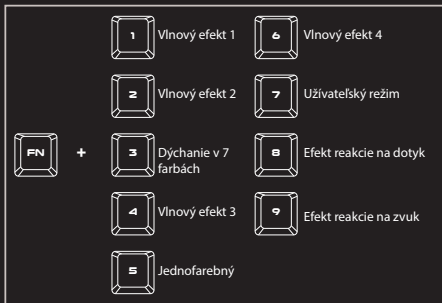 FN
+
1 Vlnový efekt 1
2 Vlnový efekt 2
3 Dýchanie v 7
farbách
4 Vlnový efekt 3
5 Jednofarebný
6 Vlnový efekt 4
7 Užívateľský režim
8 Efekt reakcie na dotyk
9 Efekt reakcie na zvuk